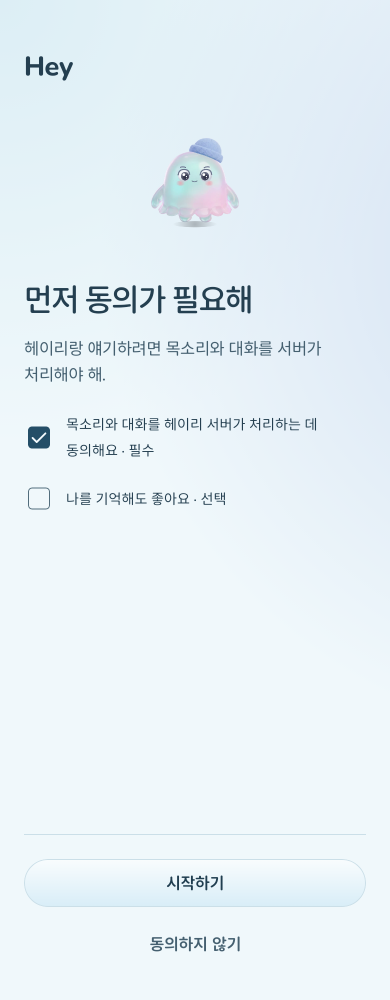 Hey
먼저 동의가 필요해
헤이리랑 얘기하려면 목소리와 대화를 서버가
처리해야 해.
목소리와 대화를 헤이리 서버가 처리하는 데
동의해요 · 필수
나를 기억해도 좋아요 · 선택
시작하기
동의하지 않기